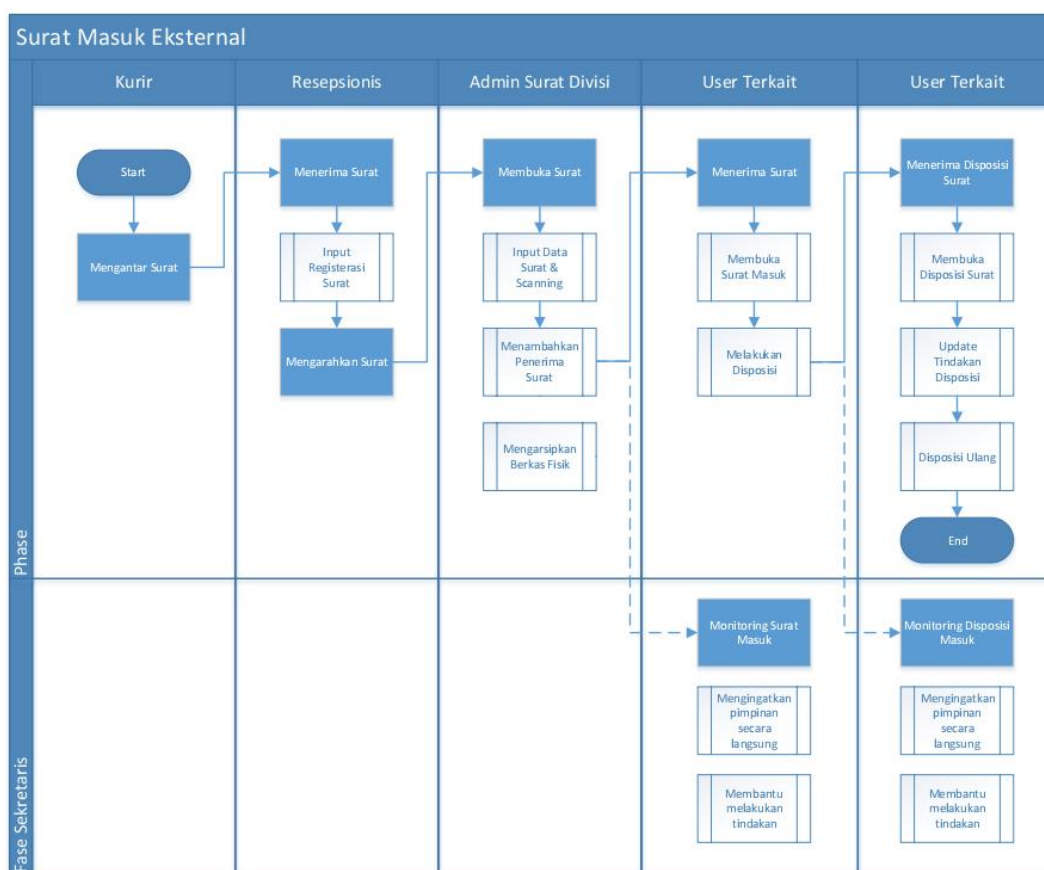 Surat Masuk Eksternal
Kurir
Resepsionis
Admin Surat Divisi
User Terkait
User Terkait
Phase
Start
Mengantar Surat
Menerima Surat
Input
Registerasi
Surat
Mengarahkan Surat
Membuka Surat
Input Data
Surat &
Scanning
Menambahkan
Penerima
Surat
Mengarsipkan
Berkas Fisik
Menerima Surat
Membuka
Surat Masuk
Melakukan
Disposisi
Menerima Disposisi
Surat
Membuka
Disposisi Surat
Update
Tindakan
Disposisi
Disposisi Ulang
End
Fase Sekretaris
Monitoring Surat
Masuk
Mengingatkan
pimpinan
secara
langsung
Membantu
melakukan
tindakan
Monitoring Disposisi
Masuk
Mengingatkan
pimpinan
secara
langsung
Membantu
melakukan
tindakan